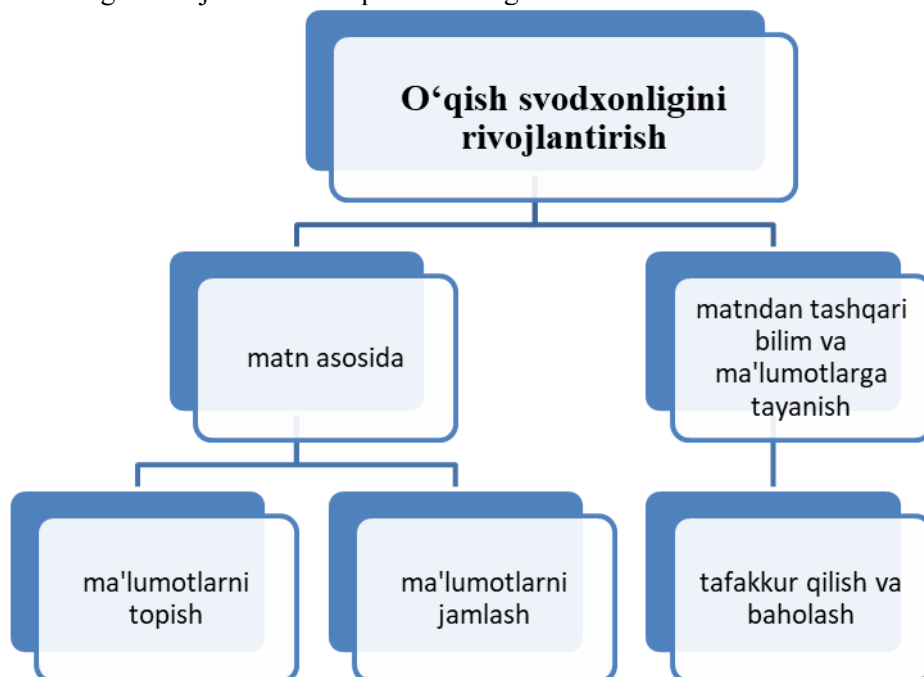 O‘qish svodxonligini
rivojlantirish
matn asosida
matndan tashqari
bilim va
ma'lumotlarga
tayanish
ma'lumotlarni
topish
ma'lumotlarni
jamlash
tafakkur qilish va
baholash